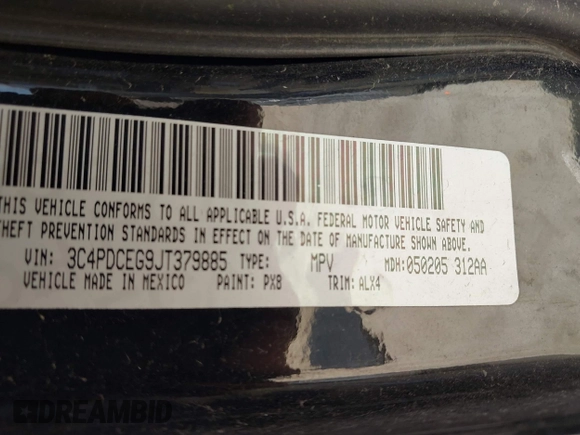 THIS VEHICLE CONFORMS TO ALL APPLICABLE U.S.A. FEDERAL MOTOR VEHICLE SAFETY AND
THEFT PREVENTION STANDARDS IN EFFECT ON THE DATE OF MANUFACTURE SHOWN ABOVE.
VIN: 3C4PDCEG9JT379885 TYPE: MPV MDH:050205 312AA
VEHICLE MADE IN MEXICO PAINT: PX8 TRIM: ALX4
DREAMBID